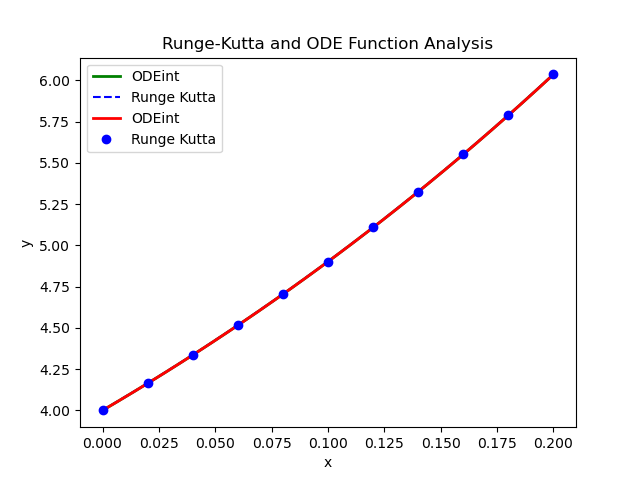 Runge-Kutta and ODE Function Analysis
ODEint
Runge Kutta
ODEint
Runge Kutta
6.00
5.75
5.50
5.25
5.00
4.75
4.50
4.25
4.00
y
0.000 0.025 0.050 0.075 0.100 0.125 0.150 0.175 0.200
x